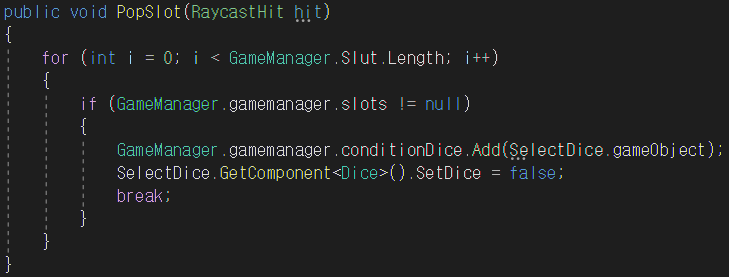 public void PopSlot(RaycastHit hit)
{
for (int i = 0; i < GameManager.Slut.Length; i++)
{
if (GameManager.gamemanager.slots != null)
{
GameManager.gamemanager.conditionDice.Add(SelectDice.gameObject);
SelectDice.GetComponent<Dice>().SetDice = false;
break;
}
}
}